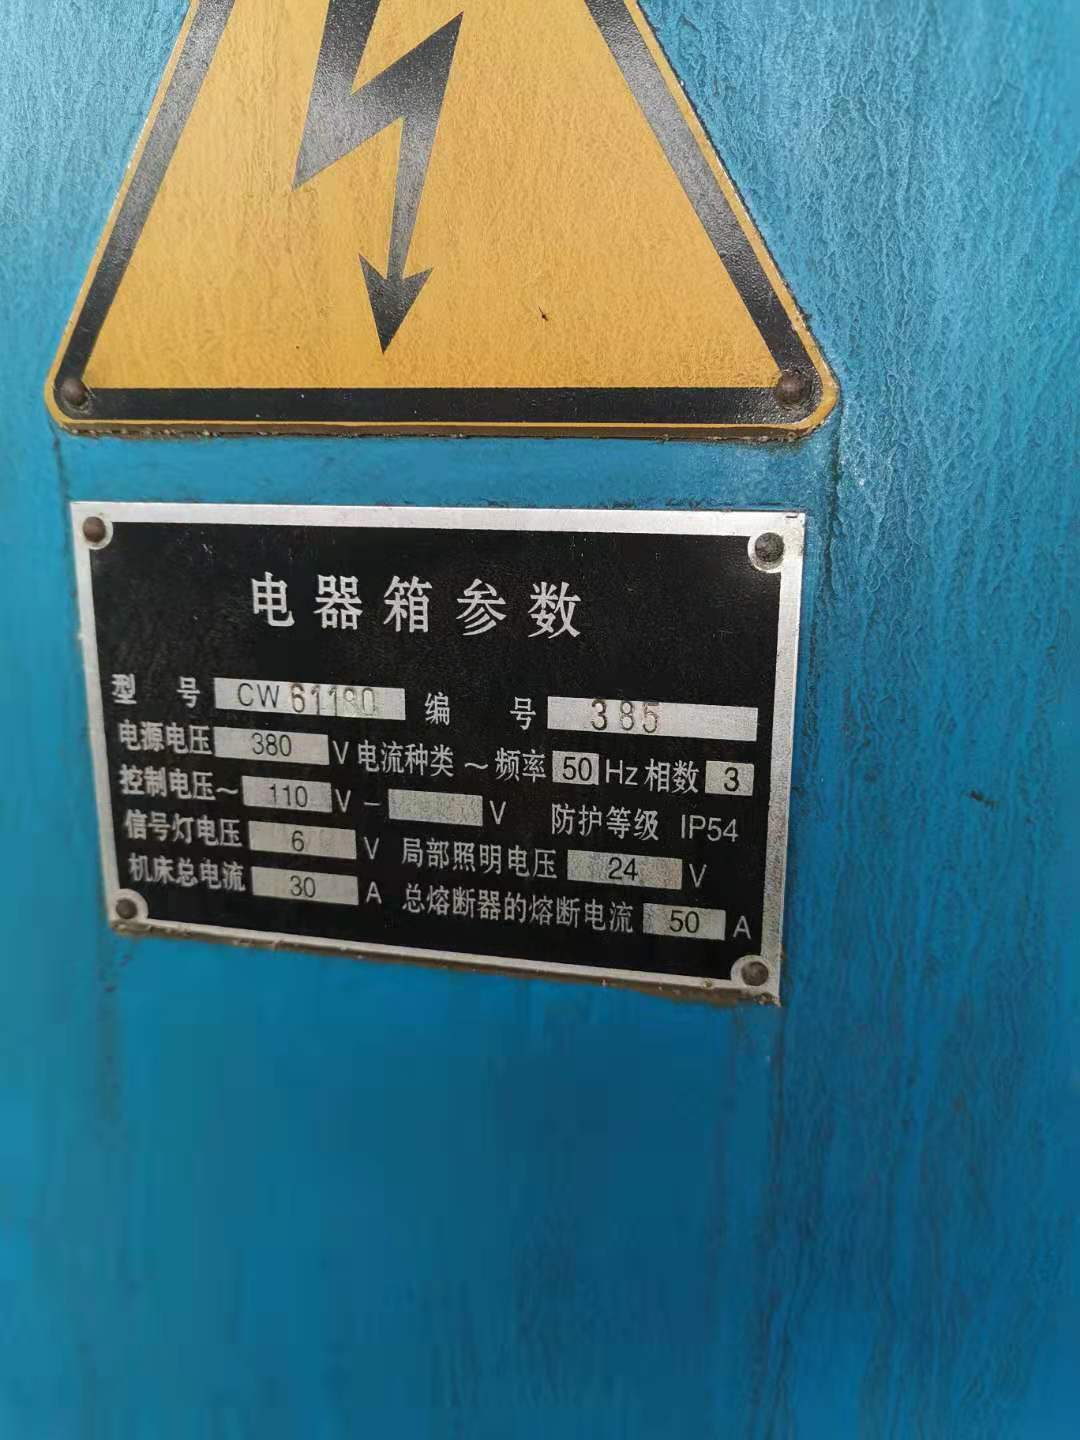 电器箱参数
型 号 CW61180 编 号 385
电源电压 380 V 电流种类 ~ 频率 50 Hz 相数 3
控制电压~ 110 V - V 防护等级 IP54
信号灯电压 6 V 局部照明电压 24 V
机床总电流 30 A 总熔断器的熔断电流 50 A